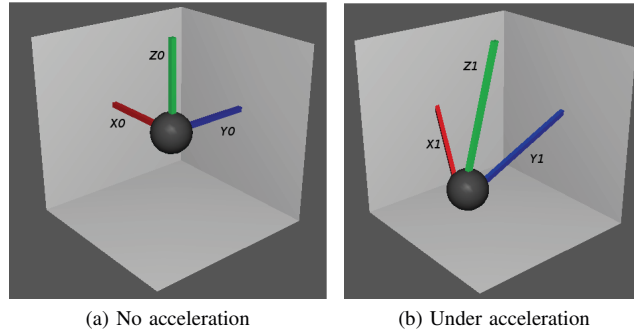 Z0
X0
Y0
Z1
X1
Y1
(a) No acceleration
(b) Under acceleration